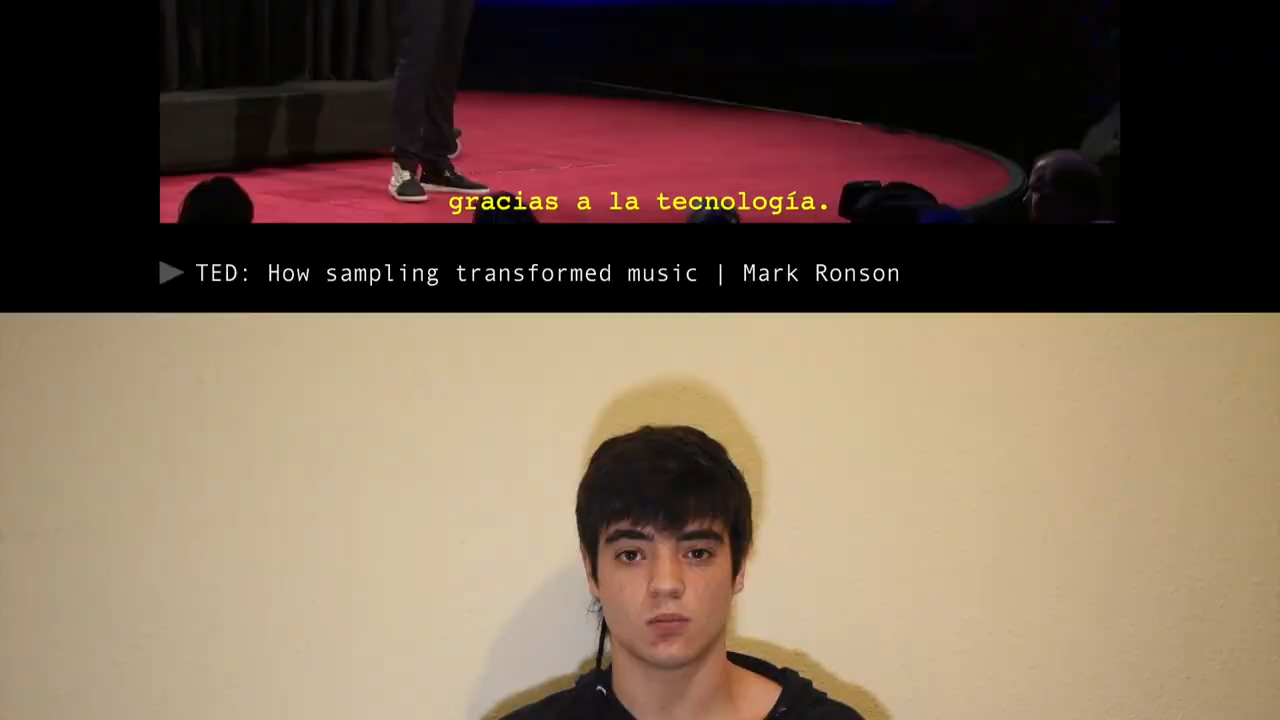 gracias a la tecnología.
TED: How sampling transformed music | Mark Ronson